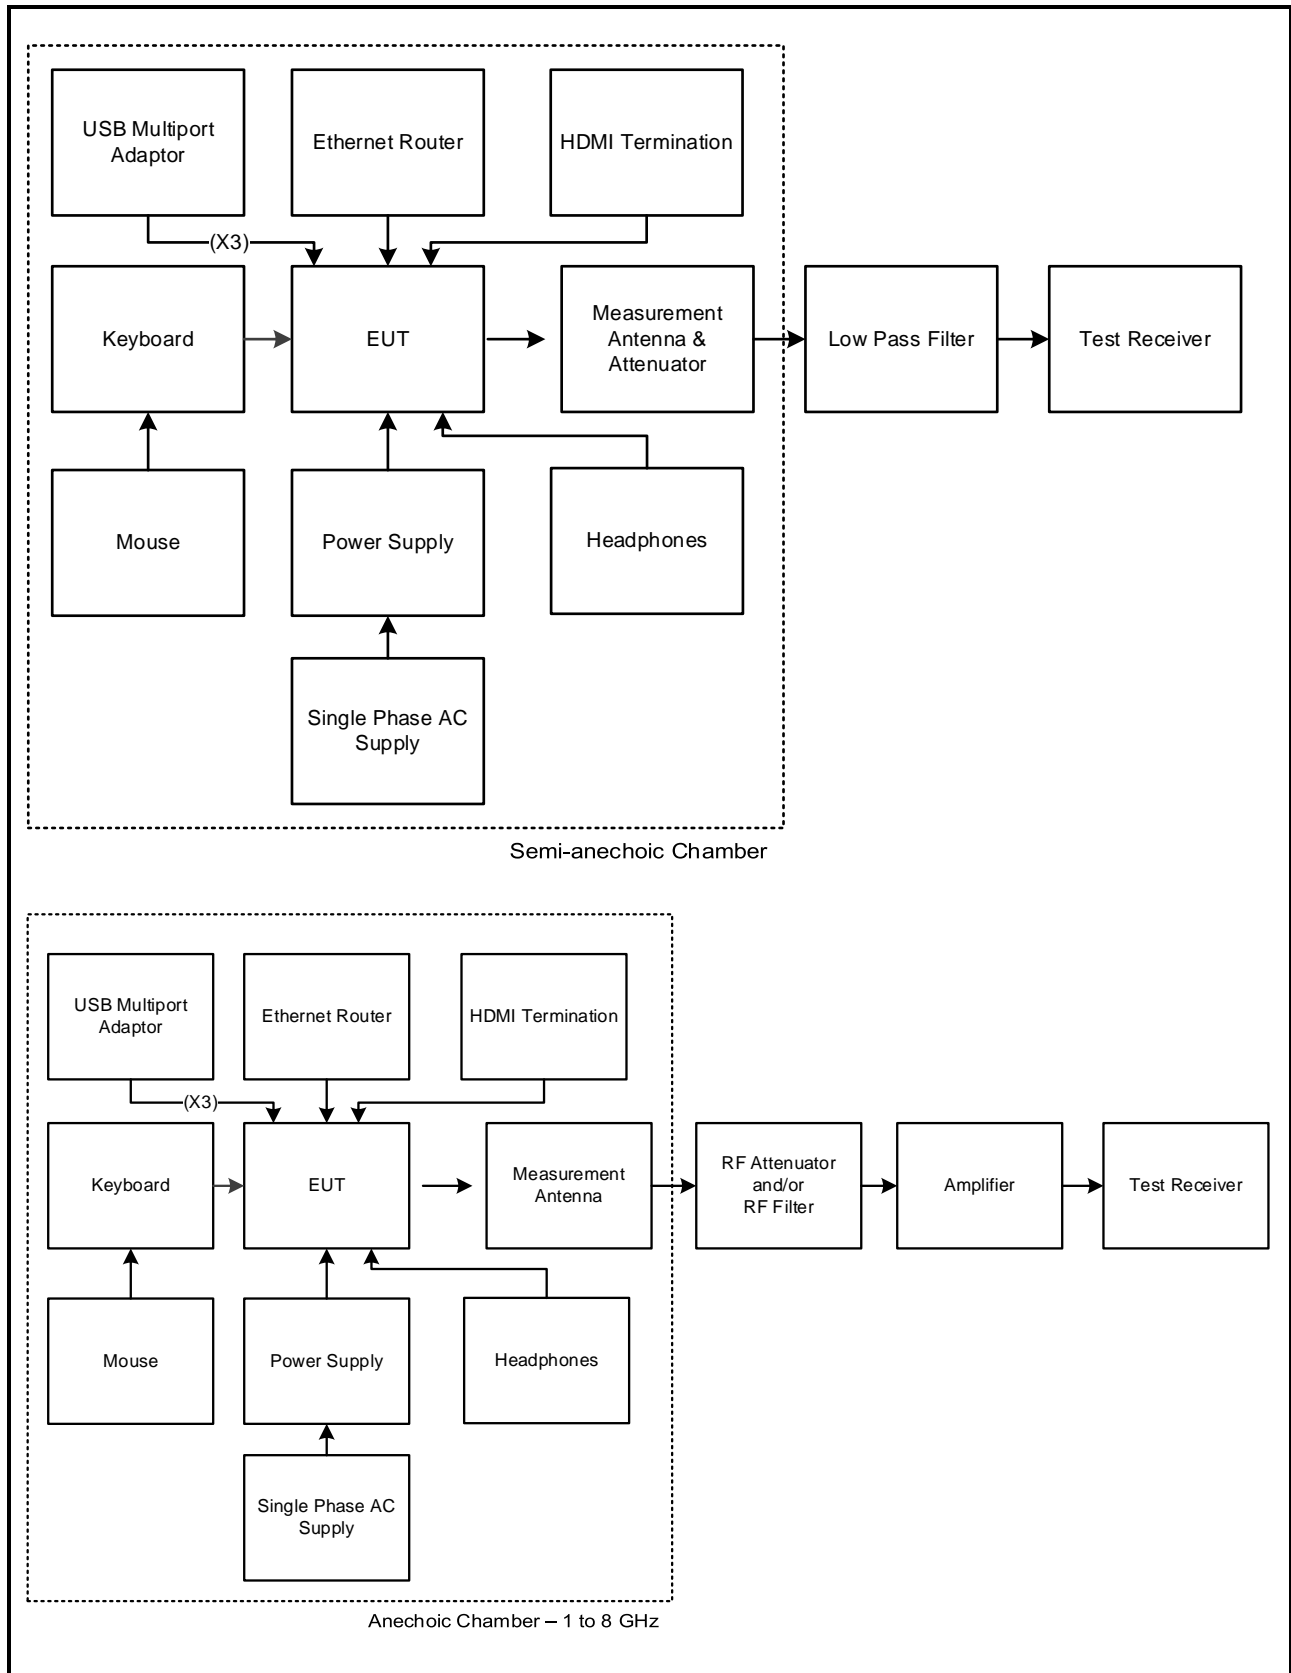 USB Multiport
Adaptor
Ethernet Router
HDMI Termination
(X3)
Keyboard
EUT
Measurement
Antenna &
Attenuator
Low Pass Filter
Test Receiver
Mouse
Power Supply
Headphones
Single Phase AC
Supply
Semi-anechoic Chamber
USB Multiport
Adaptor
Ethernet Router
HDMI Termination
(X3)
Keyboard
EUT
Measurement
Antenna
RF Attenuator
and/or
RF Filter
Amplifier
Test Receiver
Mouse
Power Supply
Headphones
Single Phase AC
Supply
Anechoic Chamber – 1 to 8 GHz